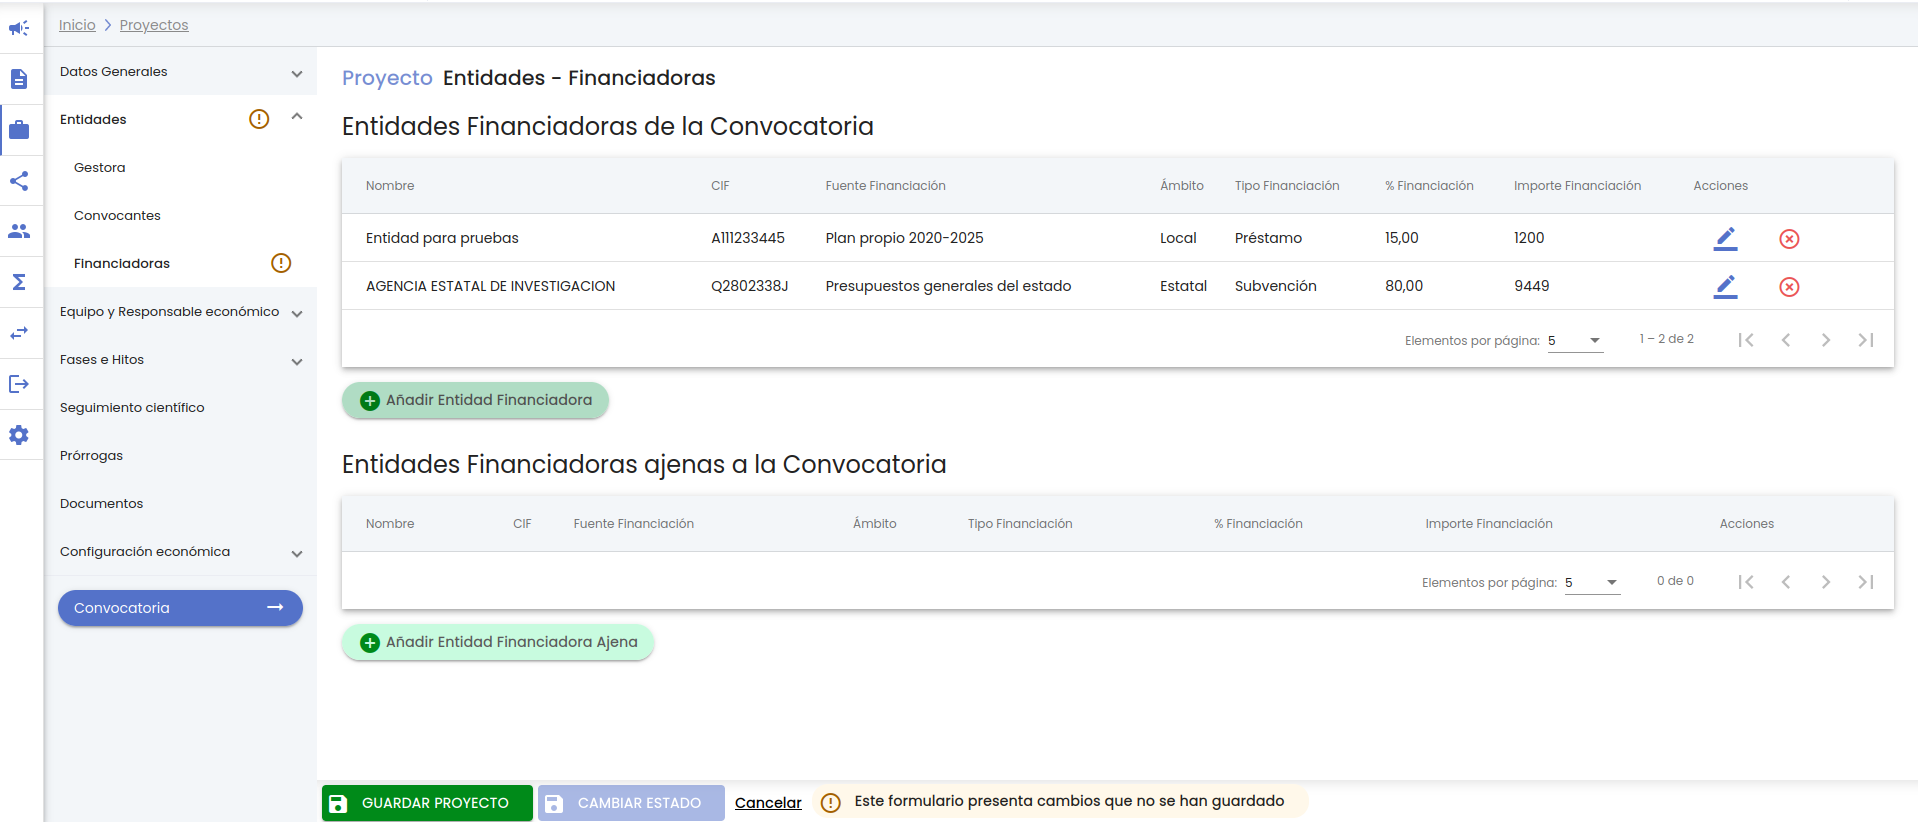 Inicio > Proyectos
Datos Generales
Entidades
Gestora
Convocantes
Financiadoras
Equipo y Responsable económico
Fases e Hitos
Seguimiento científico
Prórrogas
Documentos
Configuración económica
Convocatoria
Proyecto Entidades - Financiadoras
Entidades Financiadoras de la Convocatoria
Nombre CIF Fuente Financiación Ámbito Tipo Financiación % Financiación Importe Financiación Acciones
Entidad para pruebas A111233445 Plan propio 2020-2025 Local Préstamo 15,00 1200
AGENCIA ESTATAL DE INVESTIGACION Q2802338J Presupuestos generales del estado Estatal Subvención 80,00 9449
Elementos por página: 5 1 – 2 de 2
Añadir Entidad Financiadora
Entidades Financiadoras ajenas a la Convocatoria
Nombre CIF Fuente Financiación Ámbito Tipo Financiación % Financiación Importe Financiación Acciones
Elementos por página: 5 0 de 0
Añadir Entidad Financiadora Ajena
GUARDAR PROYECTO CAMBIAR ESTADO Cancelar Este formulario presenta cambios que no se han guardado